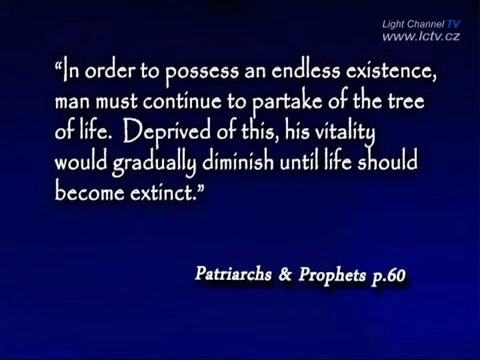 Light Channel TV
www.lctv.cz
“In order to possess an endless existence,
man must continue to partake of the tree
of life. Deprived of this, his vitality
would gradually diminish until life should
become extinct.”
Patriarchs & Prophets p.60